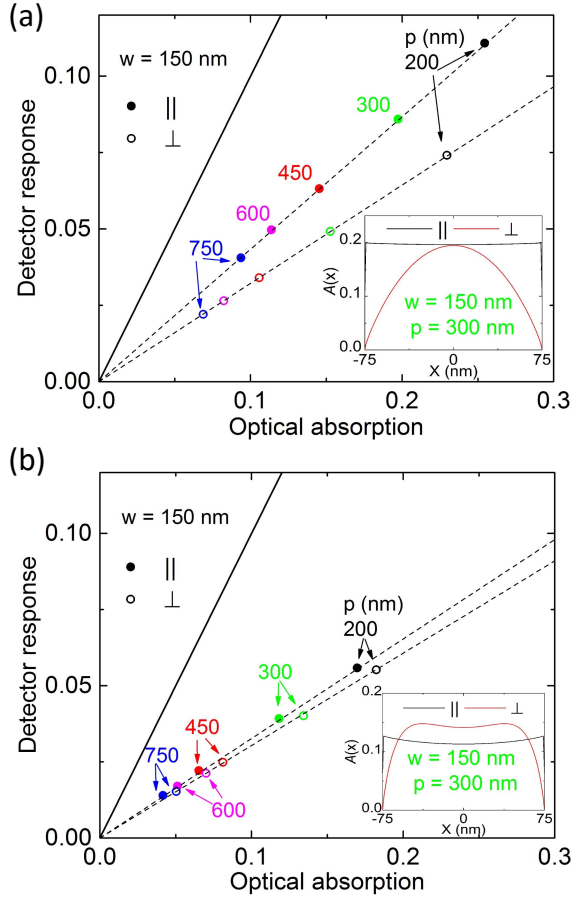 (a)
w = 150 nm
||
⊥
p (nm)
200
300
450
600
750
0.10
0.05
0.00
Detector response
0.0 0.1 0.2 0.3
Optical absorption
|| ⊥
0.2
0.1
0.0
A(x)
w = 150 nm
p = 300 nm
-75 0 75
X (nm)
(b)
w = 150 nm
||
⊥
p (nm)
200
300
450
750
600
0.10
0.05
0.00
Detector response
0.0 0.1 0.2 0.3
Optical absorption
|| ⊥
0.2
0.1
0.0
A(x)
w = 150 nm
p = 300 nm
-75 0 75
X (nm)